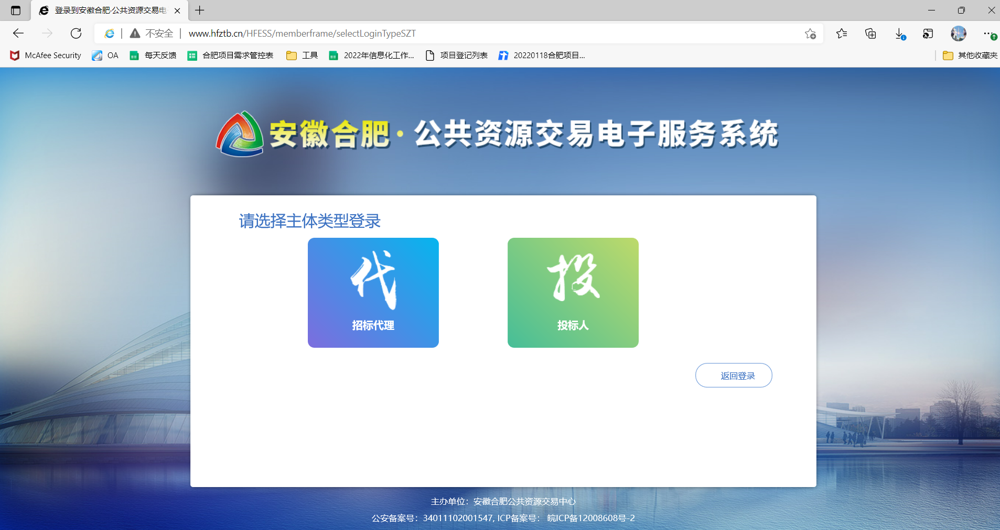 登录到安徽合肥·公共资源交易电
不安全
www.hfztb.cn/HFESS/memberframe/selectLoginTypeSZT
McAfee Security
OA
每天反馈
合肥项目需求管控表
工具
2022年信息化工作...
项目登记列表
20220118合肥项目...
其他收藏夹
安徽合肥·公共资源交易电子服务系统
请选择主体类型登录
代
投
招标代理
投标人
返回登录
主办单位：安徽合肥公共资源交易中心
公安备案号：34011102001547, ICP备案号： 皖ICP备12008608号-2